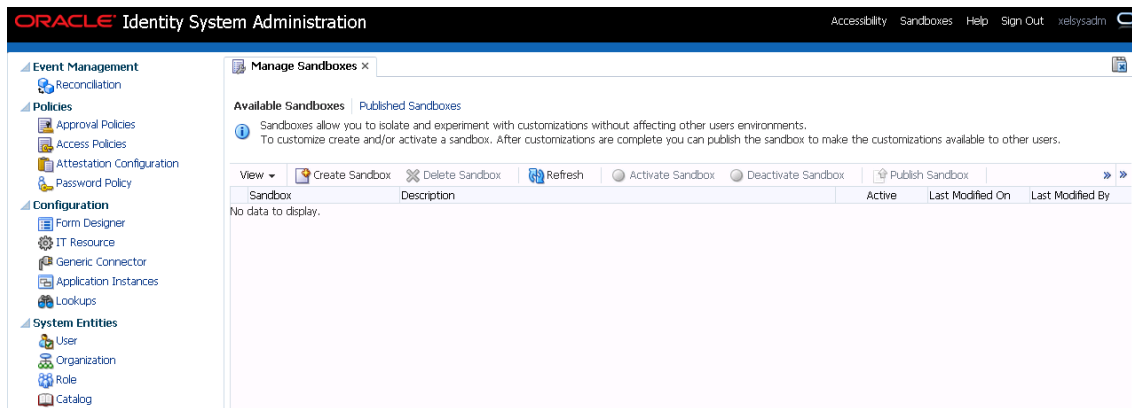 ORACLE Identity System Administration
Accessibility Sandboxes Help Sign Out xelsysadm
Event Management
Reconciliation
Policies
Approval Policies
Access Policies
Attestation Configuration
Password Policy
Configuration
Form Designer
IT Resource
Generic Connector
Application Instances
Lookups
System Entities
User
Organization
Role
Catalog
Manage Sandboxes ×
Available Sandboxes Published Sandboxes
Sandboxes allow you to isolate and experiment with customizations without affecting other users environments.
To customize create and/or activate a sandbox. After customizations are complete you can publish the sandbox to make the customizations available to other users.
View Create Sandbox Delete Sandbox Refresh Activate Sandbox Deactivate Sandbox Publish Sandbox » »
Sandbox Description Active Last Modified On Last Modified By
No data to display.